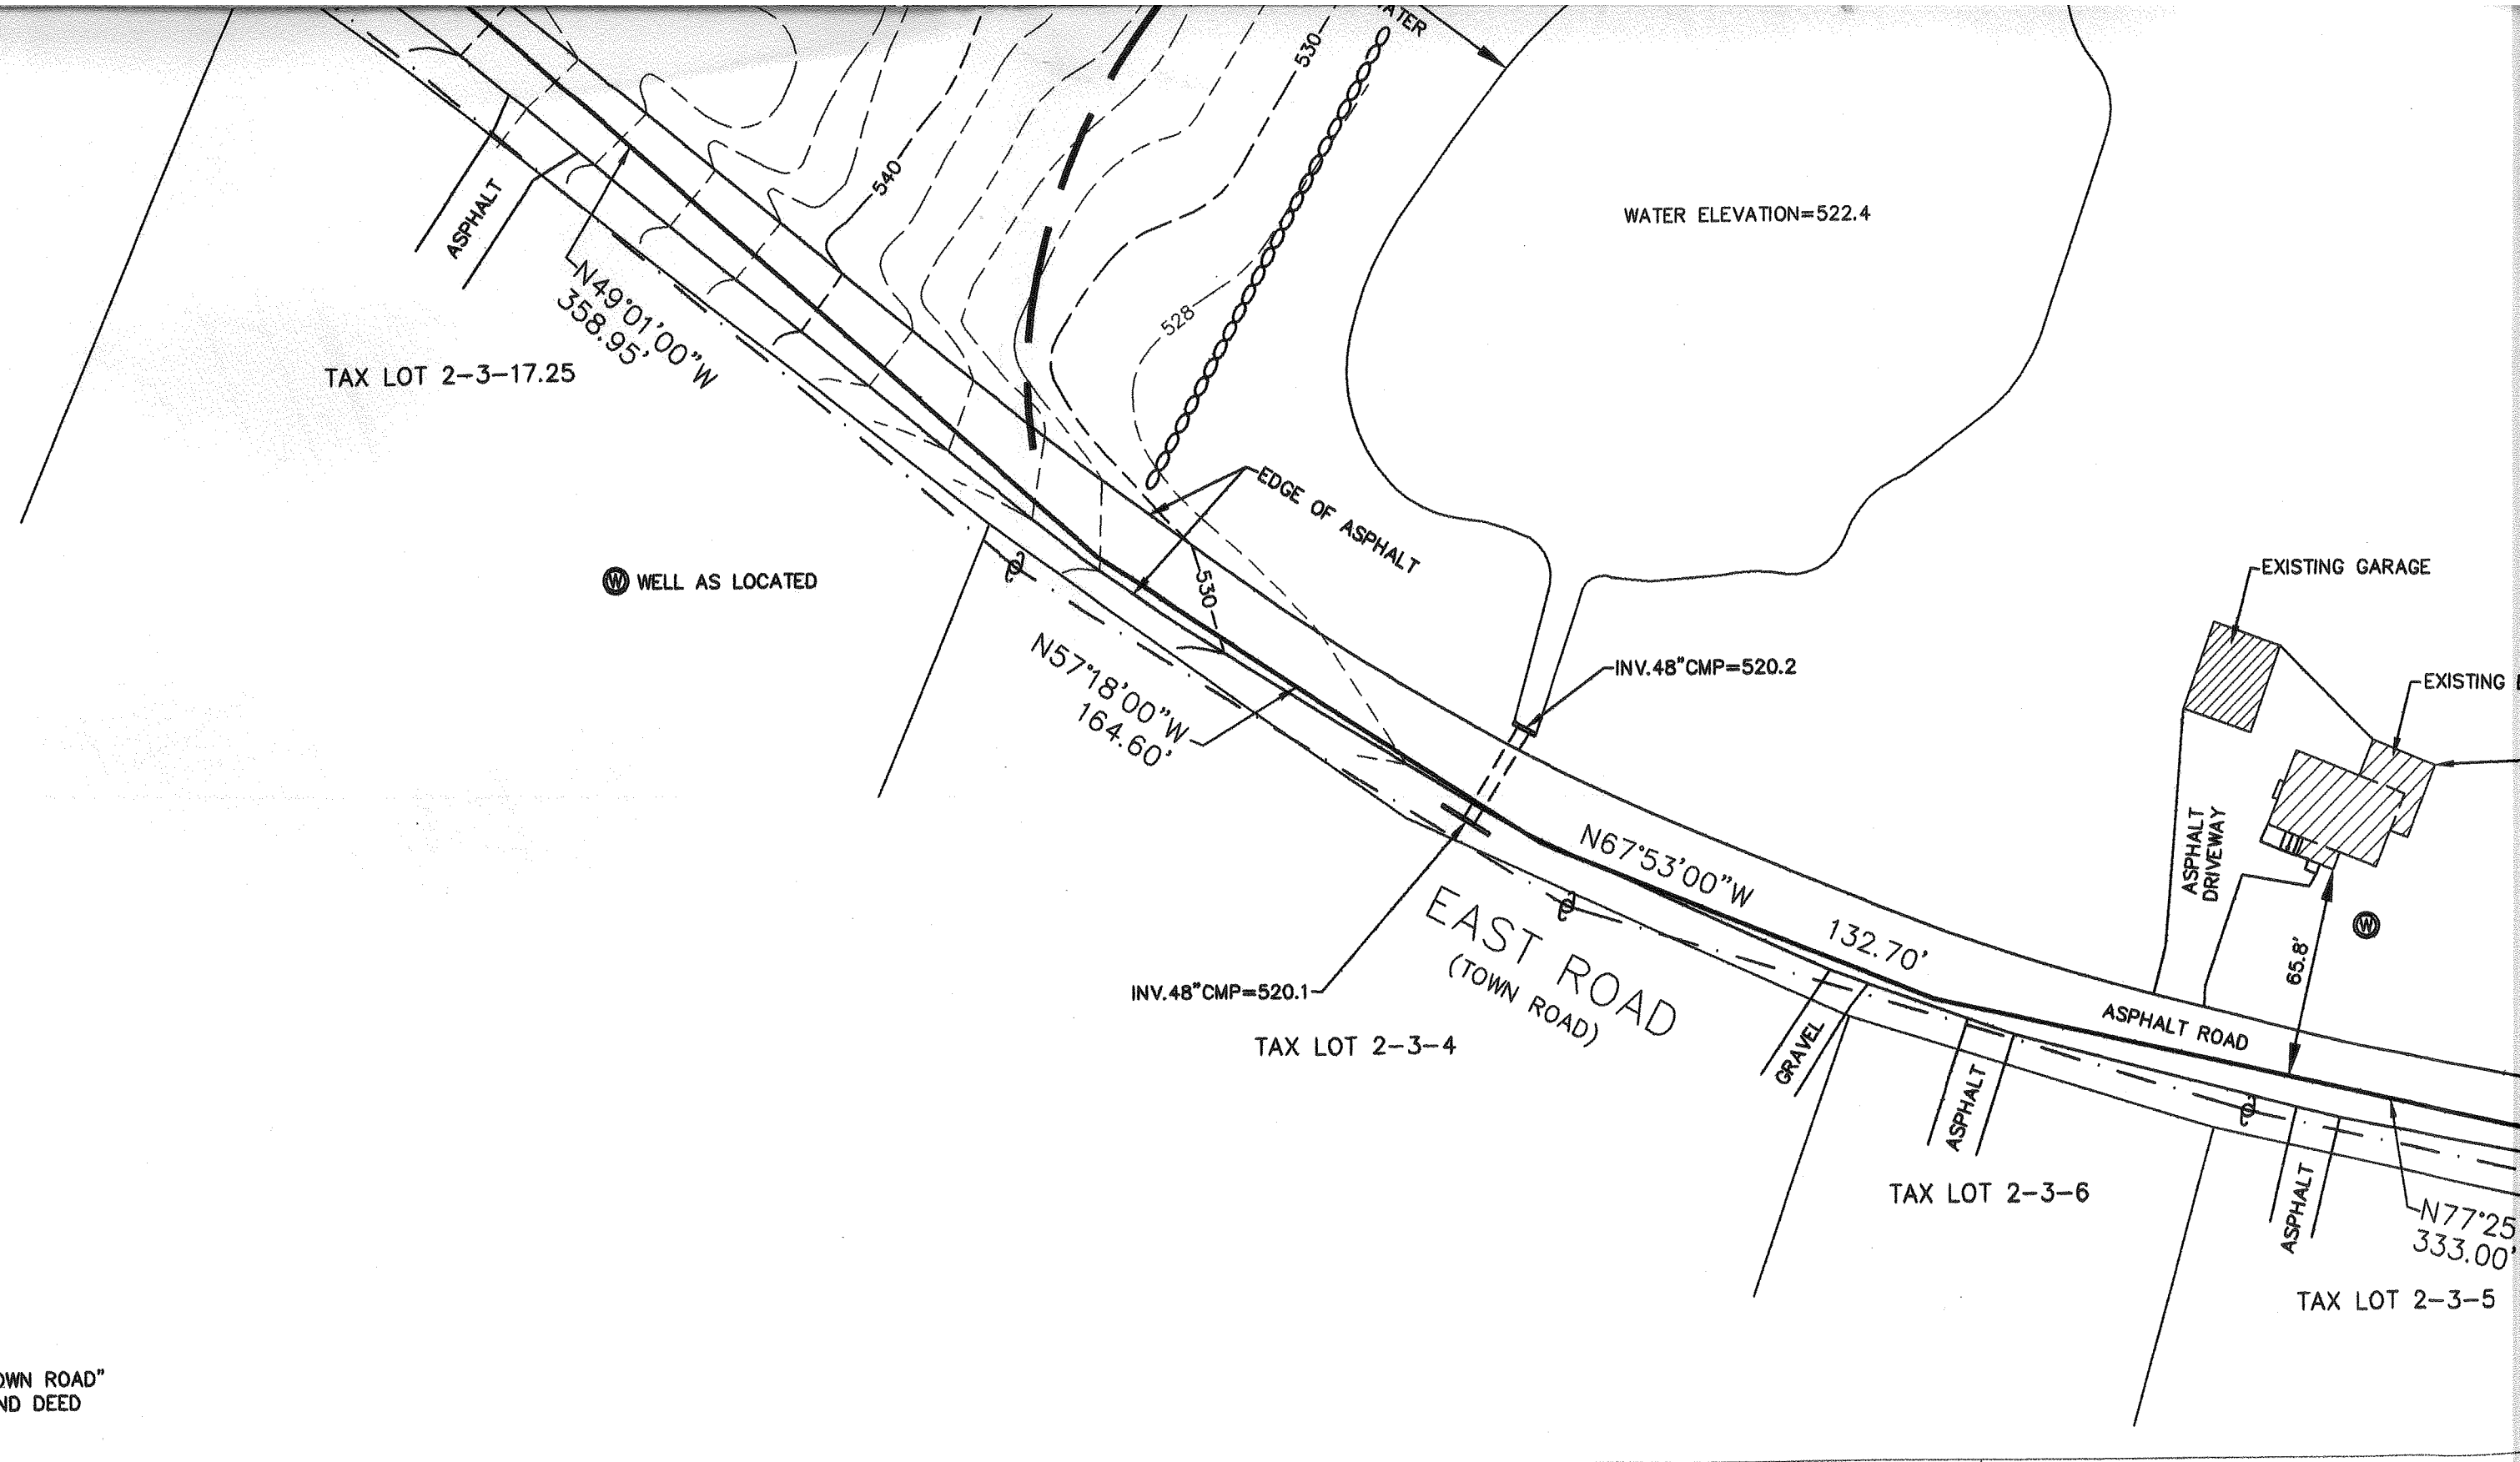 WATER
530
540
WATER ELEVATION=522.4
ASPHALT
N49°01'00"W
358.95'
528
TAX LOT 2-3-17.25
EDGE OF ASPHALT
530
WELL AS LOCATED
W
EXISTING GARAGE
N57°18'00"W
164.60'
INV.48"CMP=520.2
EXISTING
N67°53'00"W
132.70'
ASPHALT
DRIVEWAY
W
65.8'
EAST ROAD
(TOWN ROAD)
INV.48"CMP=520.1
TAX LOT 2-3-4
ASPHALT ROAD
GRAVEL
ASPHALT
TAX LOT 2-3-6
ASPHALT
N77°25
333.00'
TAX LOT 2-3-5
OWN ROAD"
ND DEED